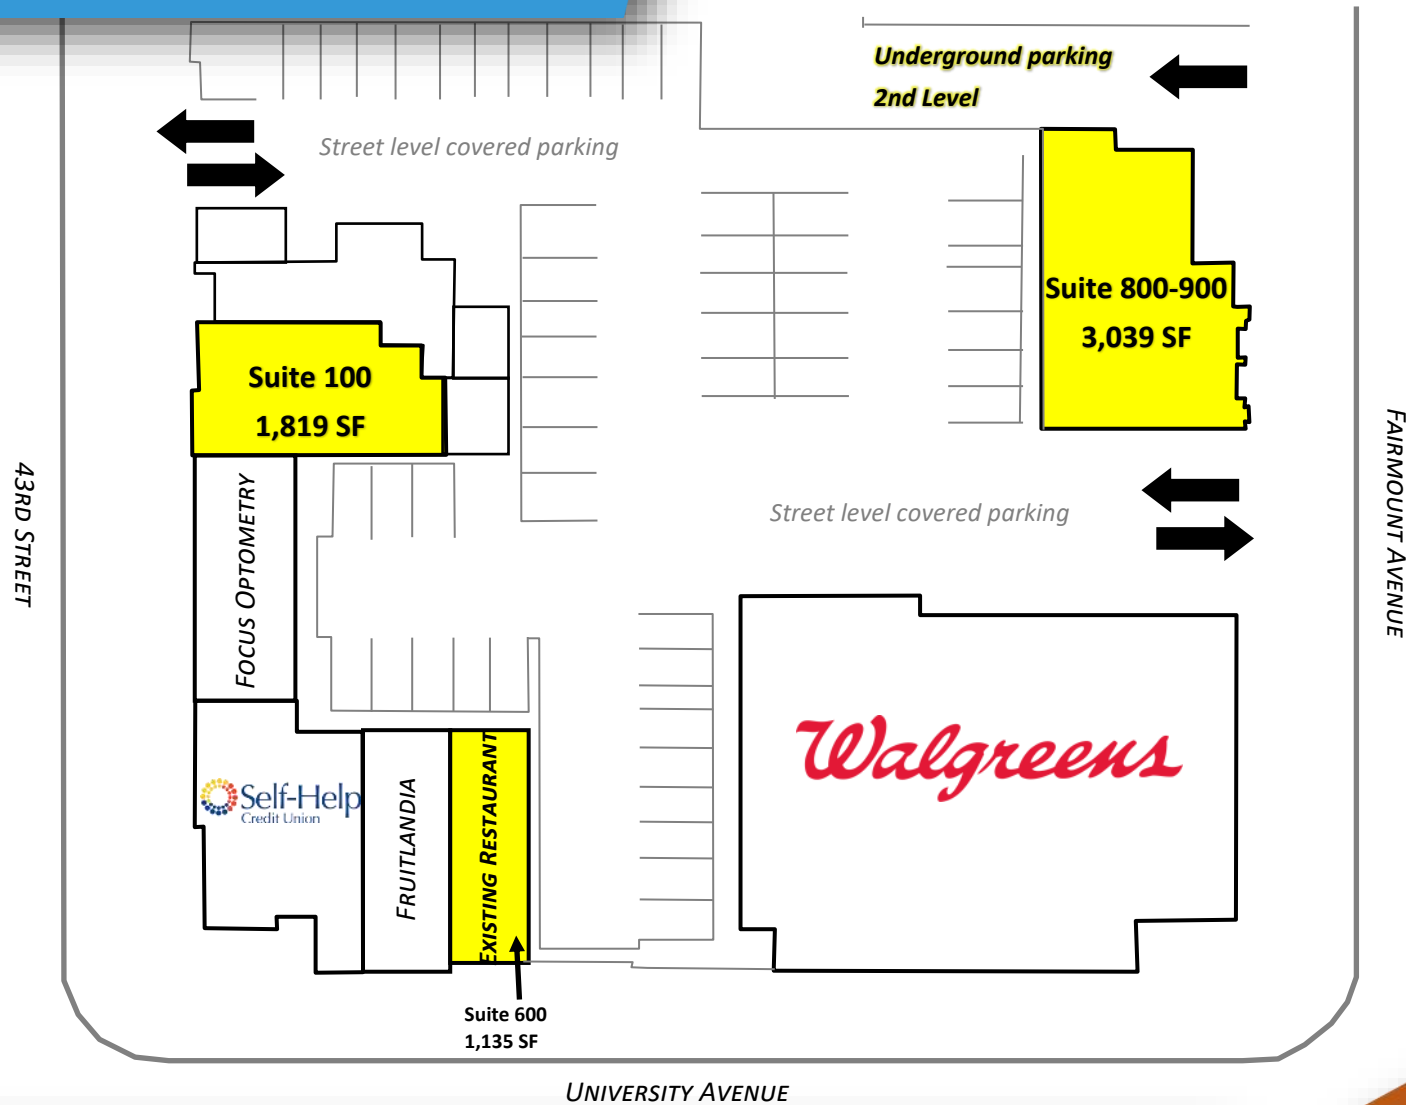 Underground parking
2nd Level
Street level covered parking
Suite 800-900
3,039 SF
Suite 100
1,819 SF
43RD STREET
FAIRMOUNT AVENUE
FOCUS OPTOMETRY
Street level covered parking
Walgreens
Self-Help
Credit Union
FRUITLANDIA
EXISTING RESTAURANT
Suite 600
1,135 SF
UNIVERSITY AVENUE